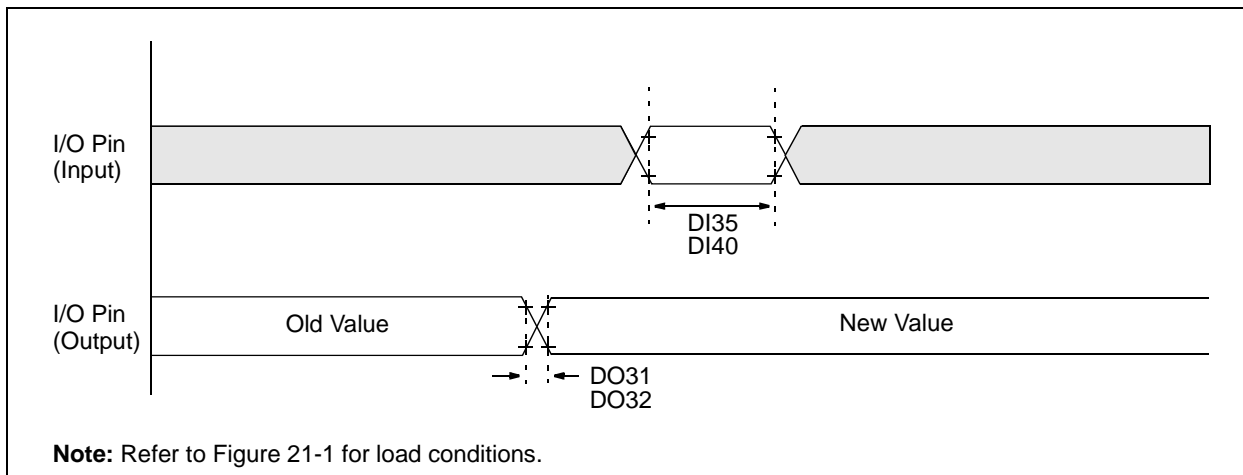 I/O Pin
(Input)
DI35
DI40
I/O Pin
(Output)
Old Value
New Value
DO31
DO32
Note: Refer to Figure 21-1 for load conditions.